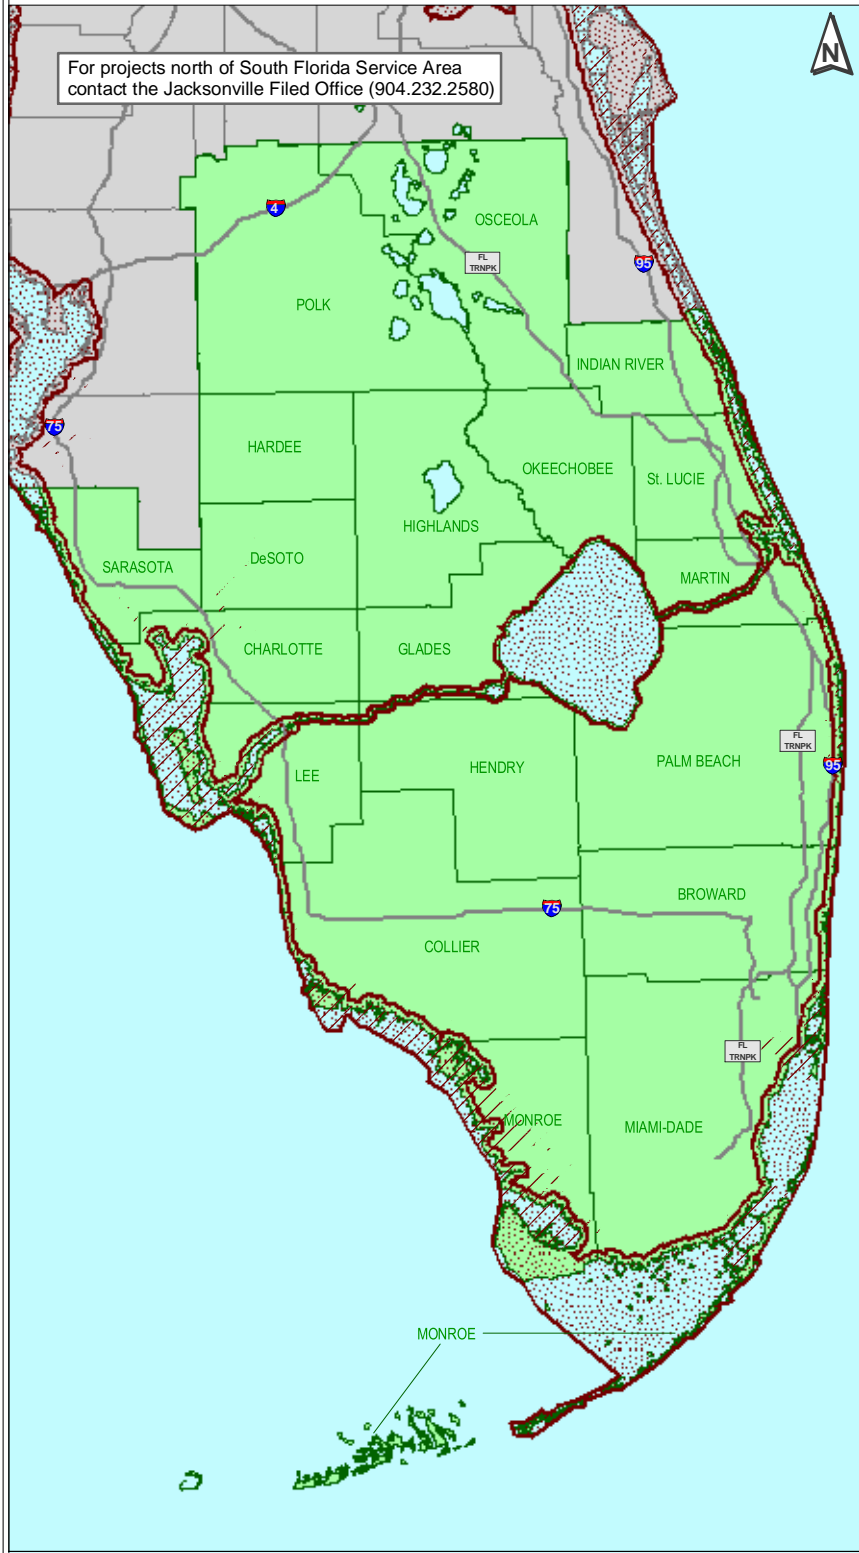 For projects north of South Florida Service Area
contact the Jacksonville Filed Office (904.232.2580)
N
4
OSCEOLA
FL
TRNPK
95
POLK
INDIAN RIVER
75
HARDEE
OKEECHOBEE
St. LUCIE
HIGHLANDS
SARASOTA
DeSOTO
MARTIN
CHARLOTTE
GLADES
FL
TRNPK
PALM BEACH
95
LEE
HENDRY
BROWARD
75
COLLIER
FL
TRNPK
MONROE
MIAMI-DADE
MONROE